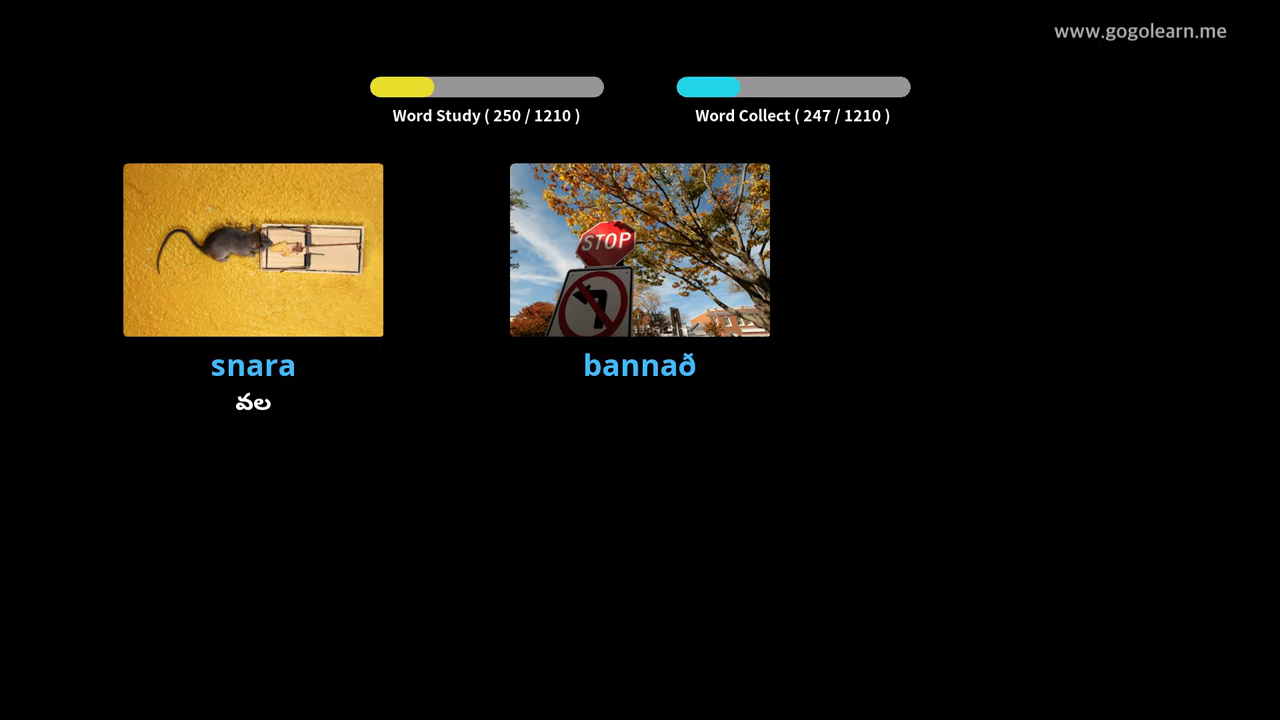 www.gogolearn.me
Word Study ( 250 / 1210 )
Word Collect ( 247 / 1210 )
STOP
snara
bannað
వల